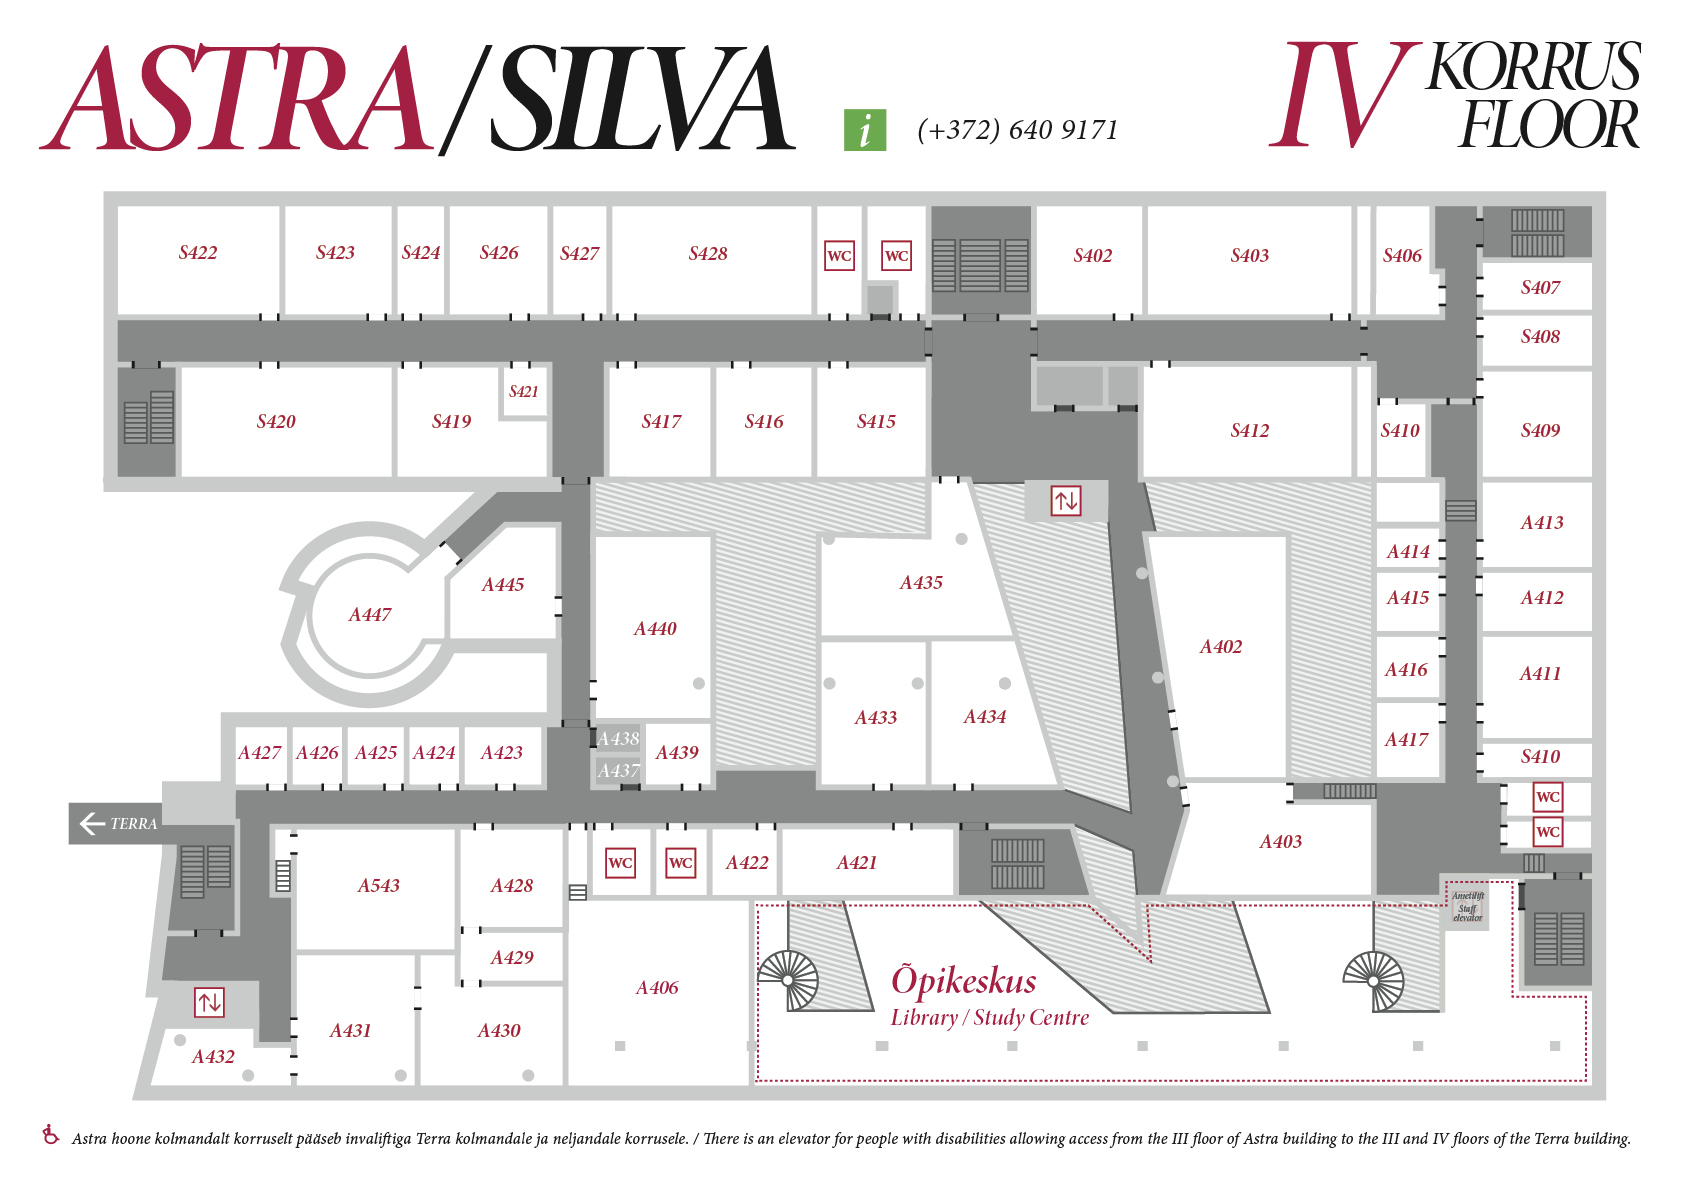 ASTRA/SILVA
i (+372) 640 9171
IV KORRUS
FLOOR
S422 S423 S424 S426 S427 S428 WC WC S402 S403 S406
S407
S408
S420 S419 S421 S417 S416 S415 S412 S410 S409
A413
A447 A445 A440 A435 A402 A414
A415 A412
A416 A411
A433 A434 A417
A427 A426 A425 A424 A423 A438 A439 S410
A437
WC
WC
TERRA
A543 A428 WC WC A422 A421 A403
Ametilift
Staff
elevator
A429
A406
Õpikeskus
Library / Study Centre
A431 A430
A432
Astra hoone kolmandalt korruselt pääseb invaliftiga Terra kolmandale ja neljandale korrusele. / There is an elevator for people with disabilities allowing access from the III floor of Astra building to the III and IV floors of the Terra building.